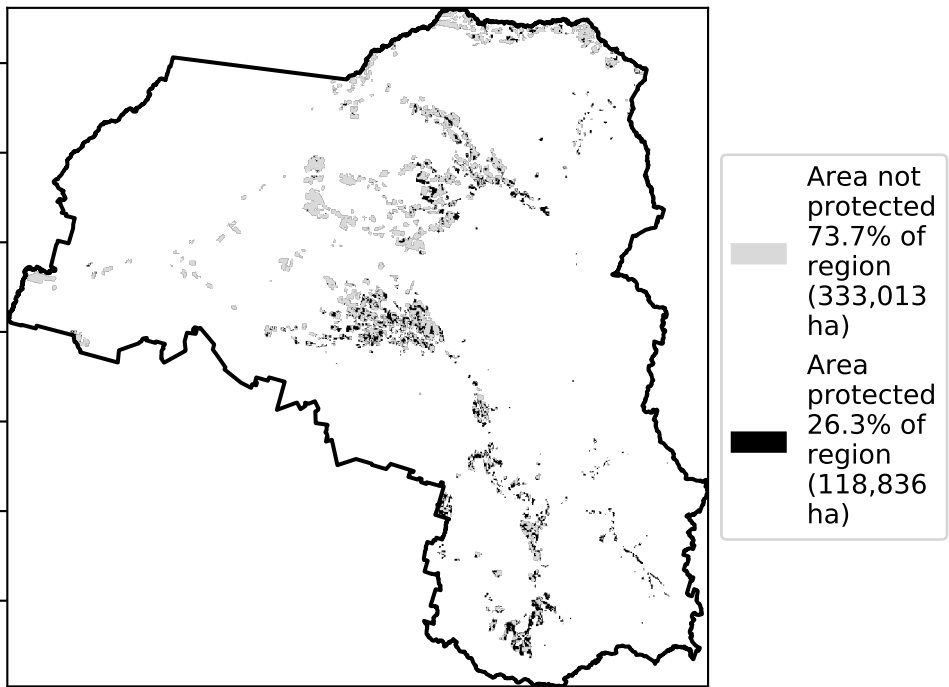 Area not
protected
73.7% of
region
(333,013
ha)
Area
protected
26.3% of
region
(118,836
ha)